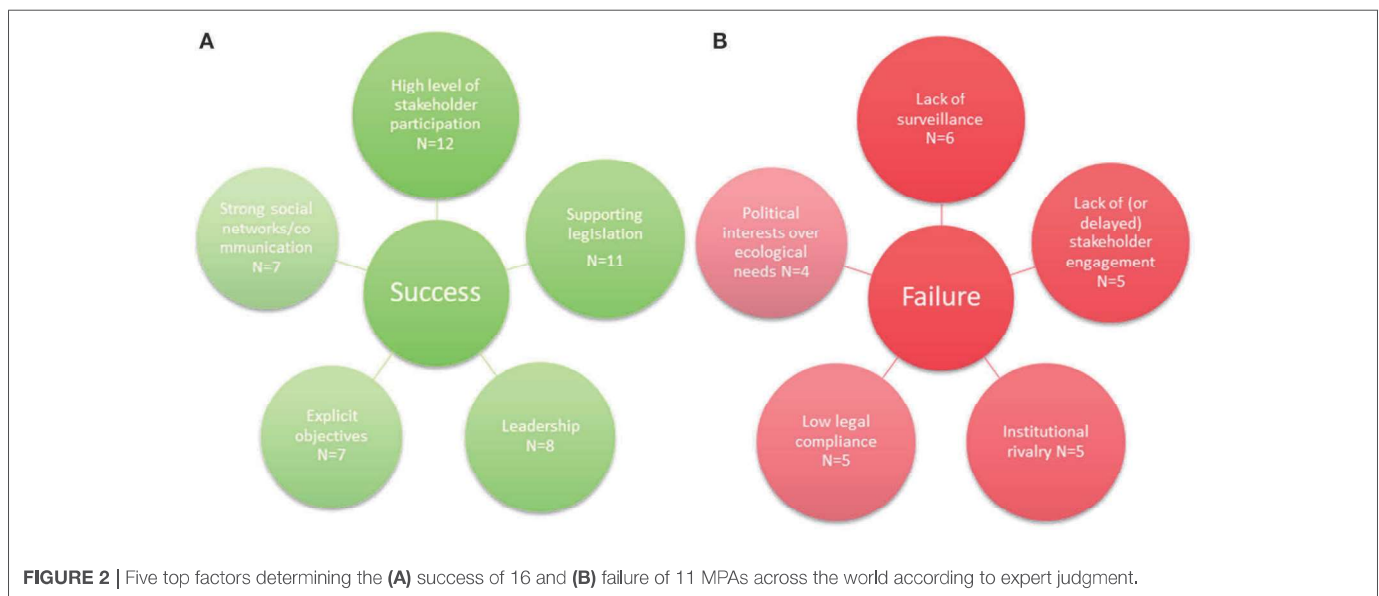 A
High level of
stakeholder
participation
N=12
Strong social
networks/co
mmunication
N=7
Supporting
legislation
N=11
Success
Explicit
objectives
N=7
Leadership
N=8
B
Lack of
surveillance
N=6
Political
interests over
ecological
needs N=4
Lack of (or
delayed)
stakeholder
engagement
N=5
Failure
Low legal
compliance
N=5
Institutional
rivalry N=5
FIGURE 2 | Five top factors determining the (A) success of 16 and (B) failure of 11 MPAs across the world according to expert judgment.